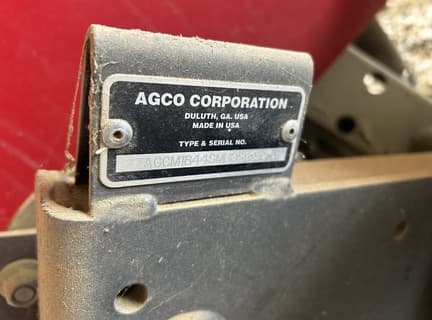 AGCO CORPORATION
DULUTH, GA. USA
MADE IN USA
TYPE & SERIAL NO.